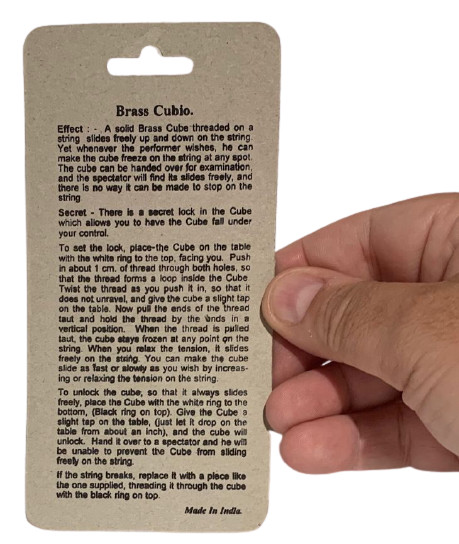 Brass Cubio.
Effect : - A solid Brass Cube threaded on a
string slides freely up and down on the string.
Yet whenever the performer wishes, he can
make the cube freeze on the string at any spot.
The cube can be handed over for examination,
and the spectator will find its slides freely, and
there is no way it can be made to stop on the
string
Secret - There is a secret lock in the Cube
which allows you to have the Cube fall under
your control.
To set the lock, place-the Cube on the table
with the white ring to the top, facing you. Push
in about 1 cm. of thread through both holes, so
that the thread forms a loop inside the Cube
Twist the thread as you push it in, so that it
does not unravel, and give the cube a slight tap
on the table. Now pull the ends of the thread
taut and hold the thread by the ends in a
vertical position. When the thread is pulled
taut, the cube stays frozen at any point on the
string. When you relax the tension, it slides
freely on the string. You can make the cube
slide as fast or slowly as you wish by increas-
ing or relaxing the tension on the string.
To unlock the cube, so that it always slides
freely, place the Cube with the white ring to the
bottom, (Black ring on top). Give the Cube a
slight tap on the table, (just let it drop on the
table from about an inch), and the cube will
unlock. Hand it over to a spectator and he will
be unable to prevent the Cube from sliding
freely on the string.
If the string breaks, replace it with a piece like
the one supplied, threading it through the cube
with the black ring on top.
Made In India.